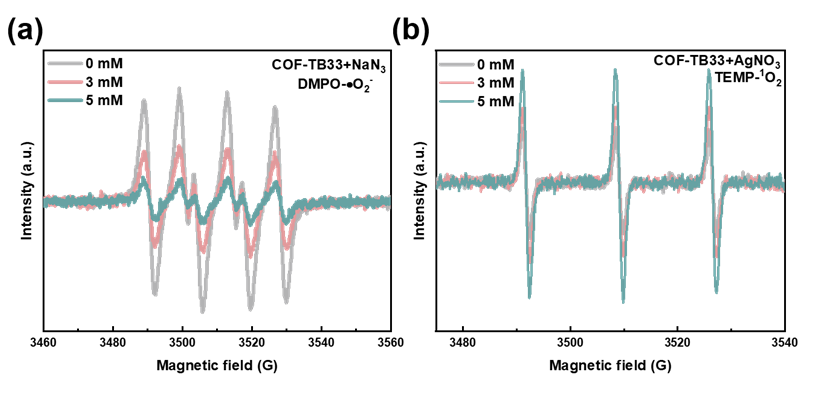 (a)
0 mM
3 mM
5 mM
COF-TB33+NaN₃
DMPO-•O₂⁻
Intensity (a.u.)
3460 3480 3500 3520 3540 3560
Magnetic field (G)
(b)
0 mM
3 mM
5 mM
COF-TB33+AgNO₃
TEMP-¹O₂
Intensity (a.u.)
3480 3500 3520 3540
Magnetic field (G)